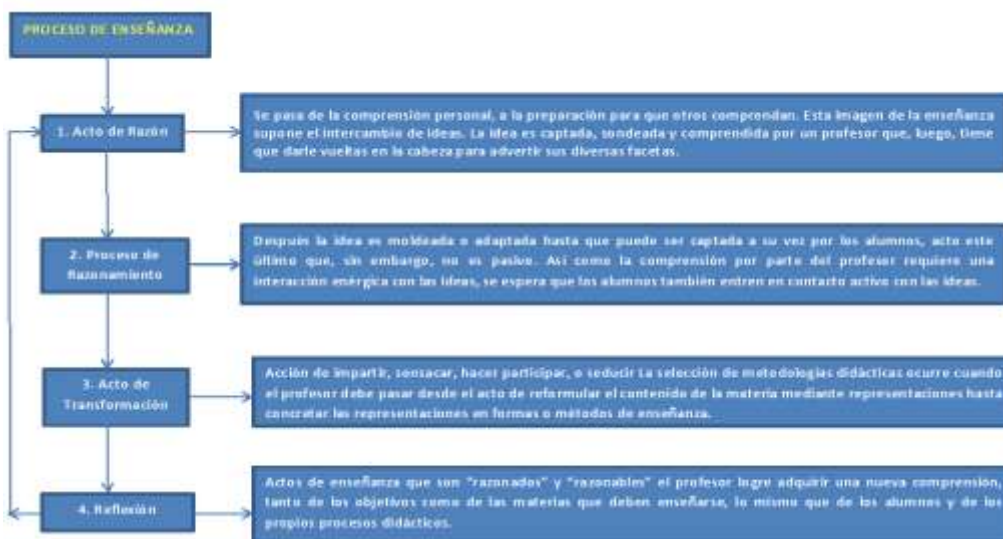 PROCESO DE ENSEÑANZA
1. Acto de Razón
Se pasa de la comprensión personal, a la preparación para que otros comprendan. Esta imagen de la enseñanza
supone el intercambio de ideas. La idea es captada, sondeada y comprendida por un profesor que, luego, tiene
que darle vueltas en la cabeza para advertir sus diversas facetas.
2. Proceso de
Razonamiento
Después la idea es moldeada o adaptada hasta que puede ser captada a su vez por los alumnos, acto este
último que, sin embargo, no es pasivo. Así como la comprensión por parte del profesor requiere una
interacción enérgica con las ideas, se espera que los alumnos también entren en contacto activo con las ideas.
3. Acto de
Transformación
Acción de impartir, sonsacar, hacer participar, o seducir La selección de metodologías didácticas ocurre cuando
el profesor debe pasar desde el acto de reformular el contenido de la materia mediante representaciones hasta
concretar las representaciones en formas o métodos de enseñanza.
4. Reflexión
Actos de enseñanza que son "razonados" y "razonables" el profesor logre adquirir una nueva comprensión,
tanto de los objetivos como de las materias que deben enseñarse, lo mismo que de los alumnos y de los
propios procesos didácticos.